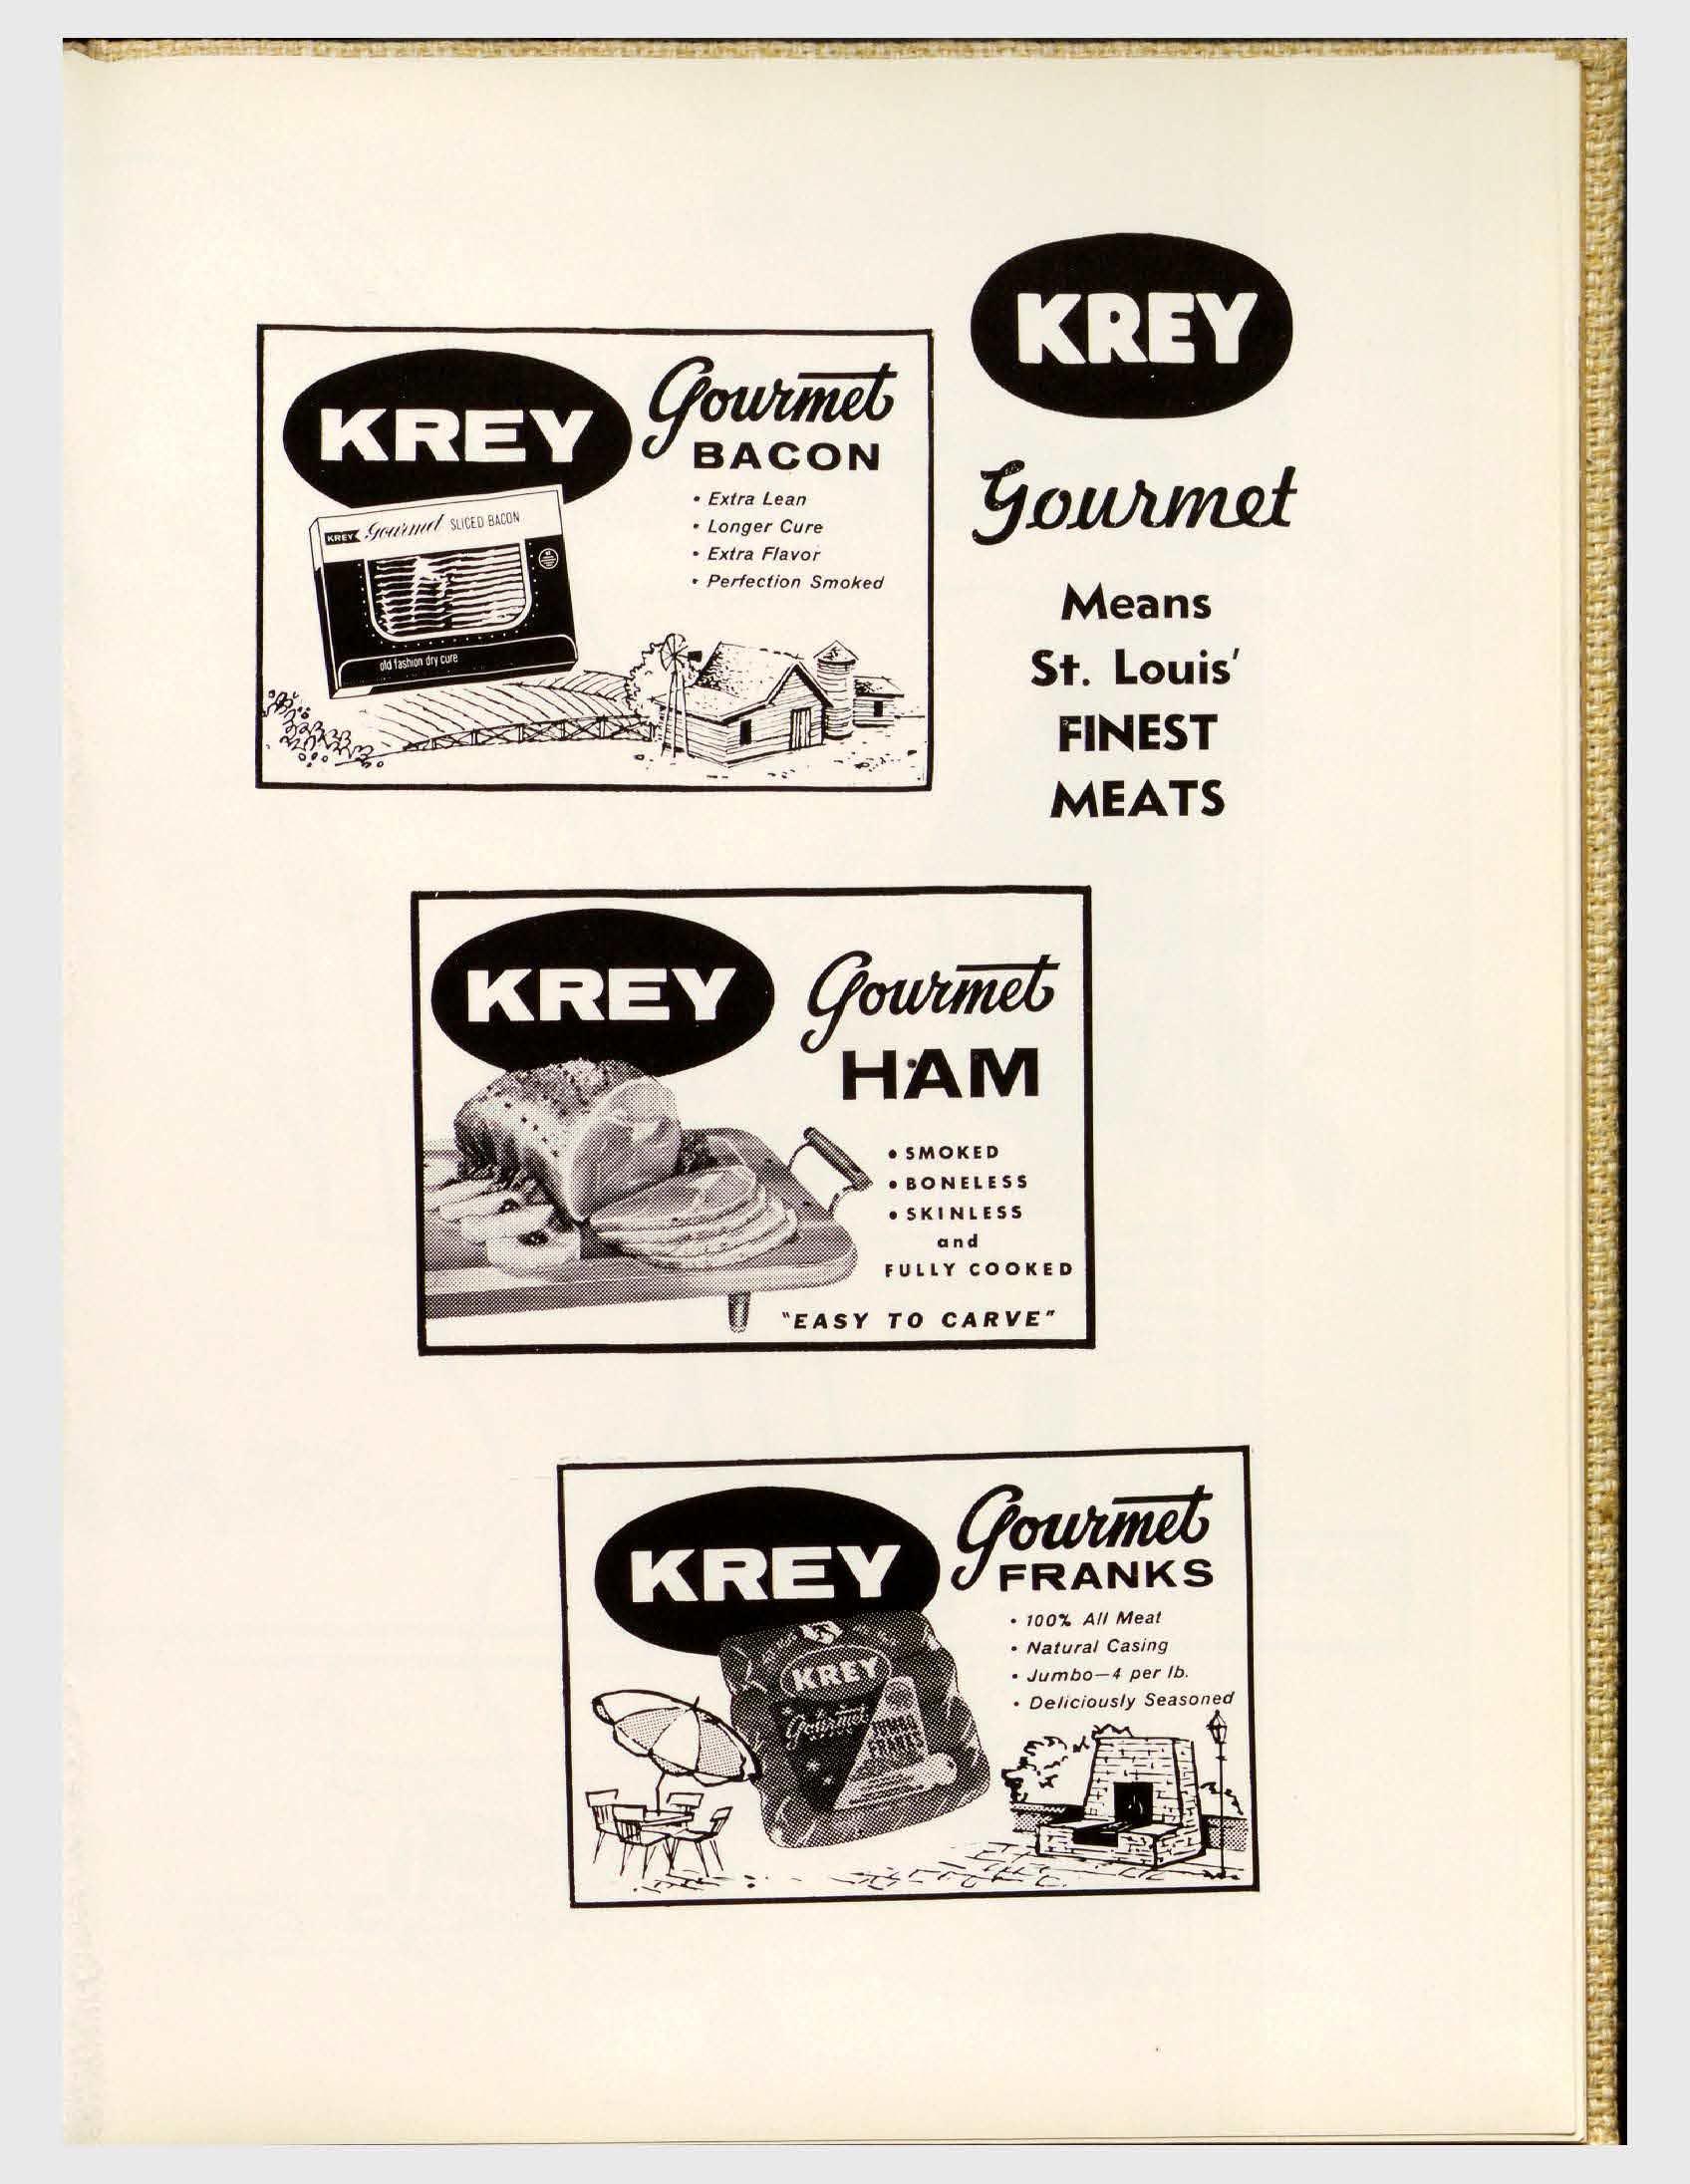 KREY
Gourmet
Means
St. Louis'
FINEST
MEATS
KREY
Gourmet
BACON
• Extra Lean
• Longer Cure
• Extra Flavor
• Perfection Smoked
KREY Gourmet SLICED BACON
old fashion dry cure
KREY
Gourmet
HAM
• SMOKED
• BONELESS
• SKINLESS
and
FULLY COOKED
"EASY TO CARVE"
KREY
Gourmet
FRANKS
• 100% All Meat
• Natural Casing
• Jumbo—4 per lb.
• Deliciously Seasoned
KREY
Gourmet
JUMBO
FRANKS